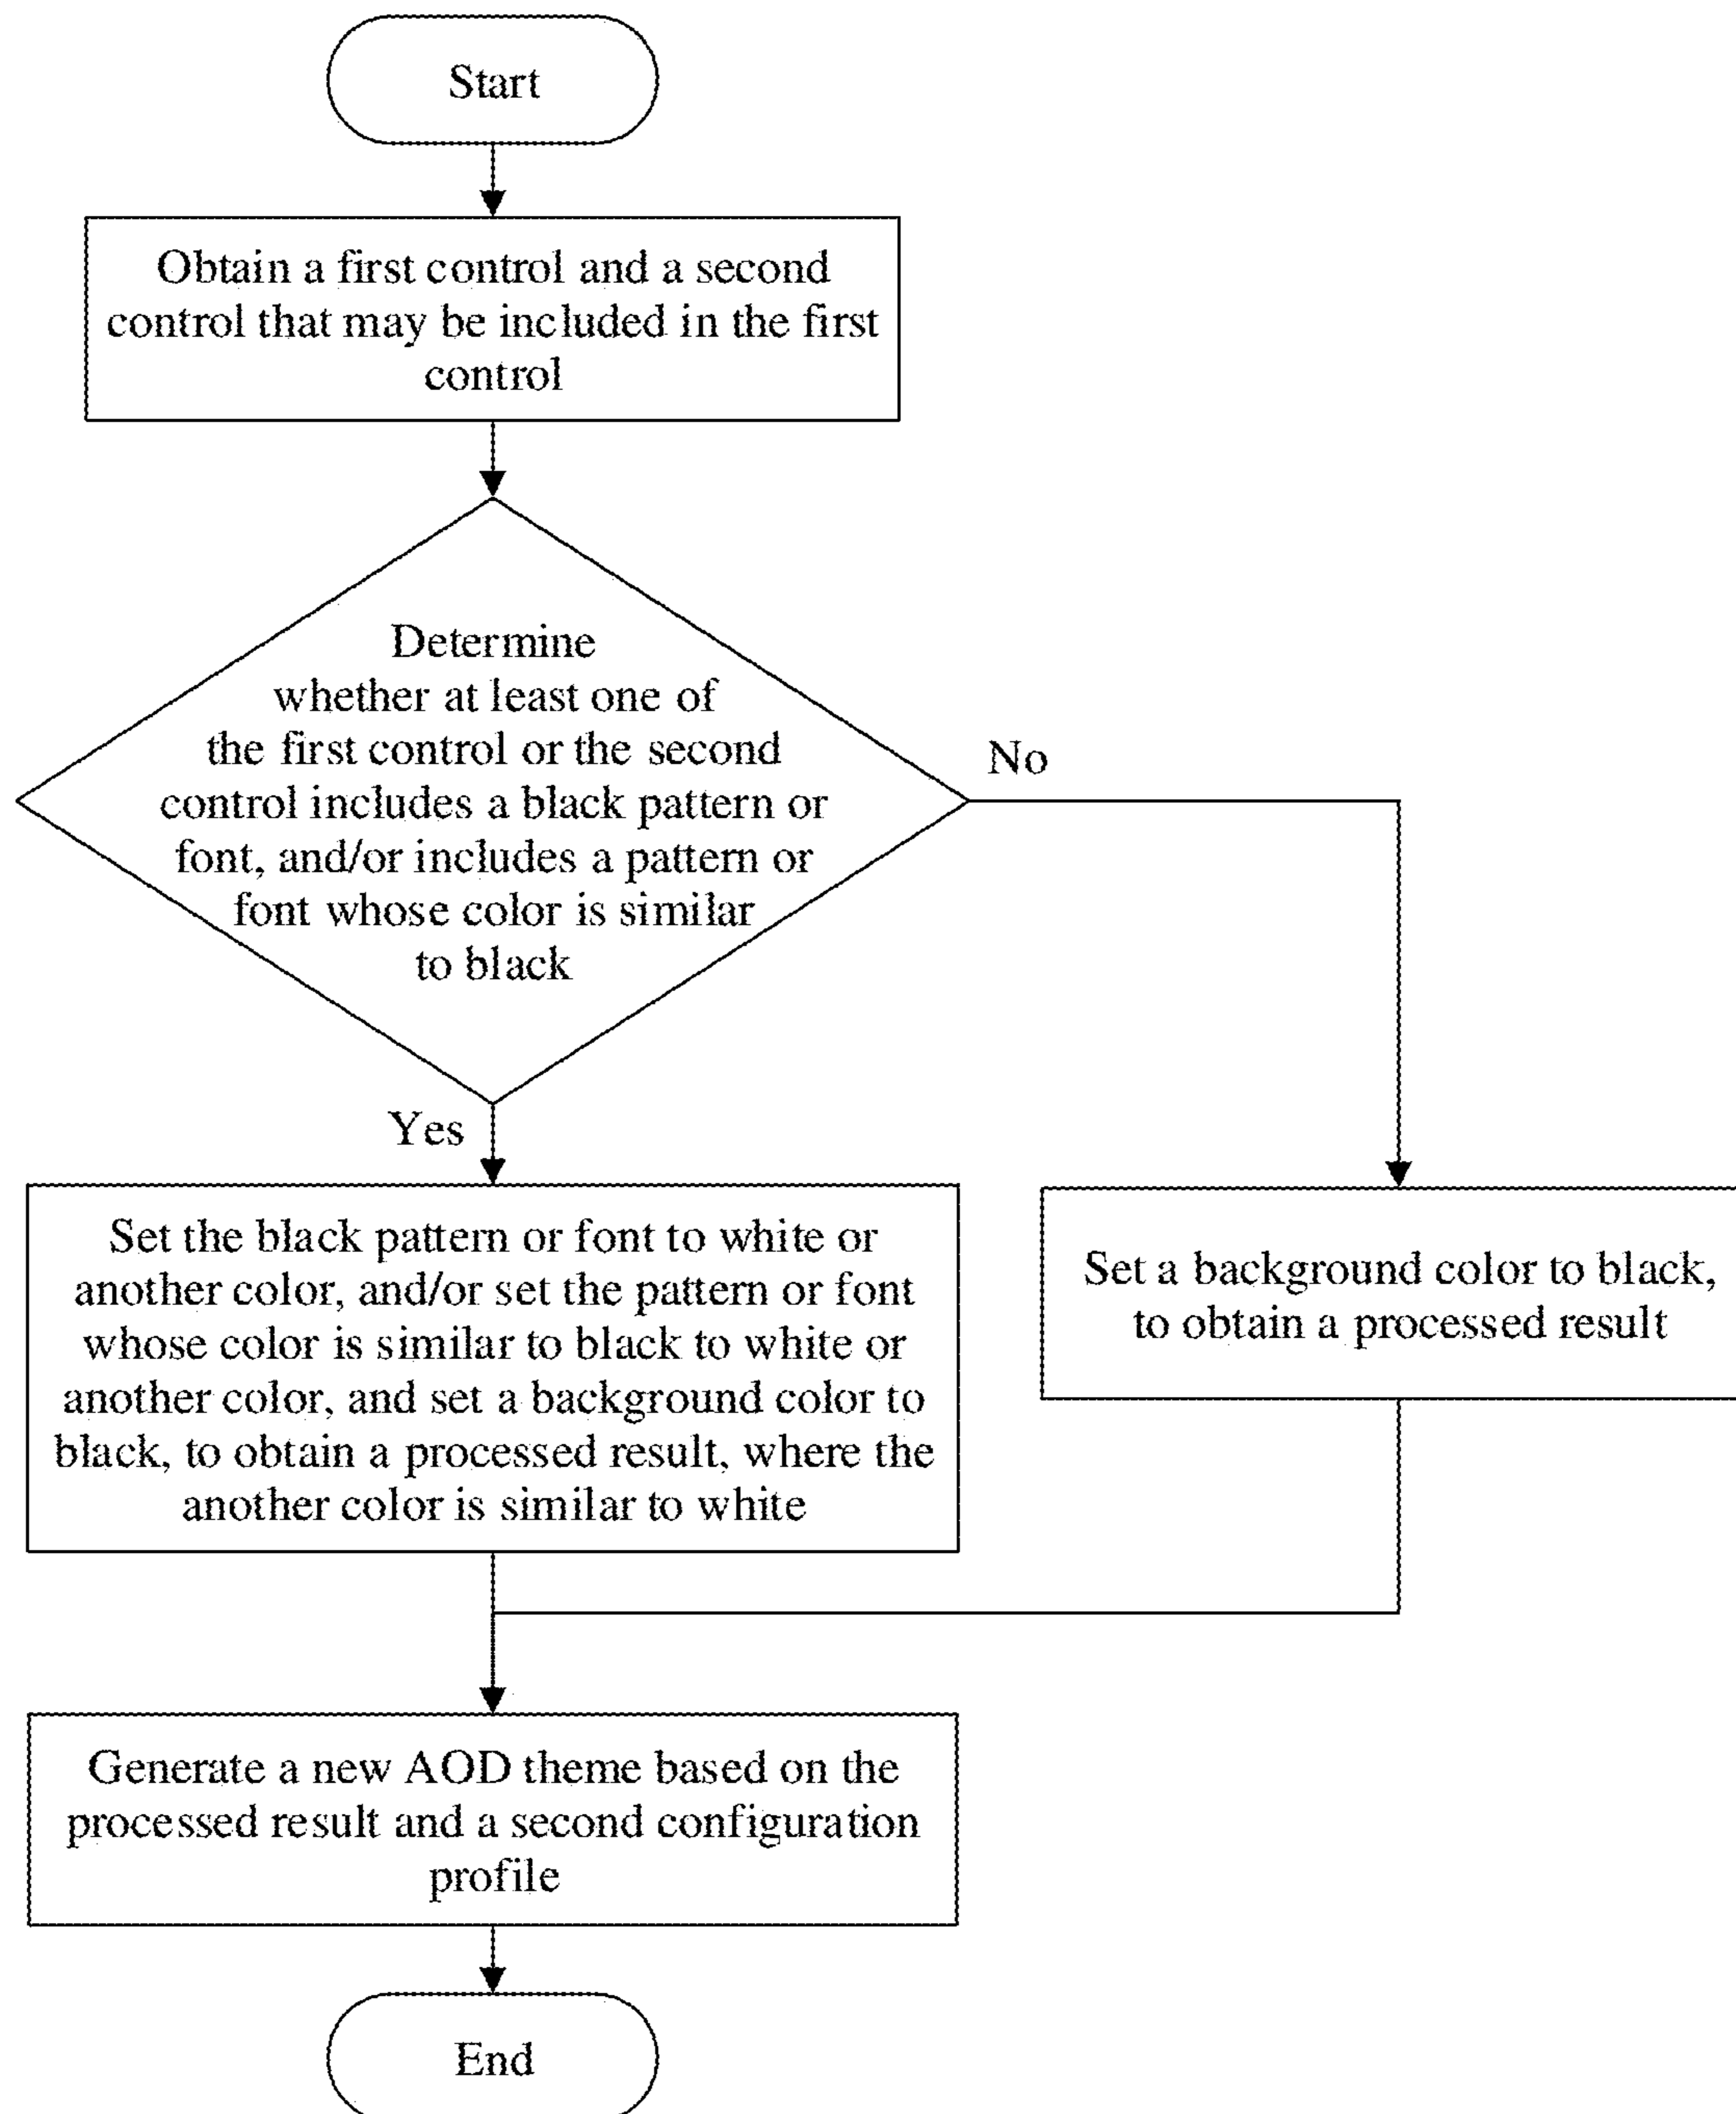 Start
Obtain a first control and a second
control that may be included in the first
control
Determine
whether at least one of
the first control or the second
control includes a black pattern or
font, and/or includes a pattern or
font whose color is similar
to black
No
Yes
Set the black pattern or font to white or
another color, and/or set the pattern or font
whose color is similar to black to white or
another color, and set a background color to
black, to obtain a processed result, where the
another color is similar to white
Set a background color to black,
to obtain a processed result
Generate a new AOD theme based on the
processed result and a second configuration
profile
End